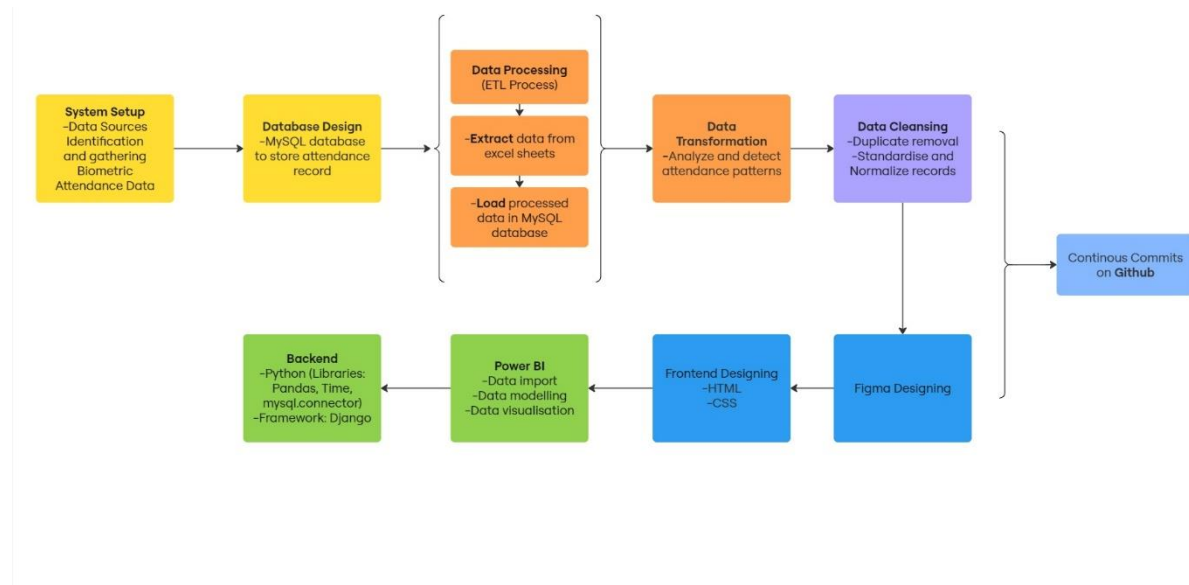 System Setup
-Data Sources
Identification
and gathering
Biometric
Attendance Data
Database Design
-MySQL database
to store attendance
record
Data Processing
(ETL Process)
-Extract data from
excel sheets
-Load processed
data in MySQL
database
Data
Transformation
-Analyze and detect
attendance patterns
Data Cleansing
-Duplicate removal
-Standardise and
Normalize records
Continous Commits
on Github
Backend
-Python (Libraries:
Pandas, Time,
mysql.connector)
-Framework: Django
Power BI
-Data import
-Data modelling
-Data visualisation
Frontend Designing
-HTML
-CSS
Figma Designing